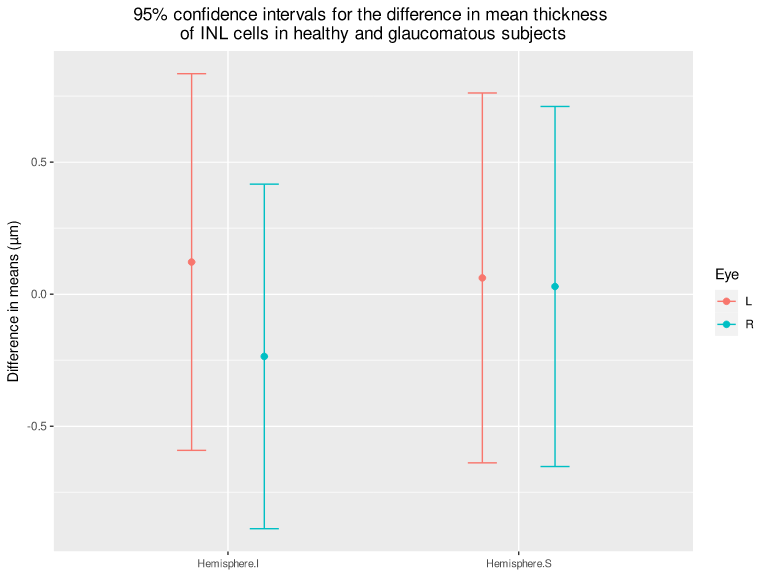 95% confidence intervals for the difference in mean thickness
of INL cells in healthy and glaucomatous subjects
Difference in means (µm)
0.5
0.0
-0.5
Hemisphere.I
Hemisphere.S
Eye
L
R